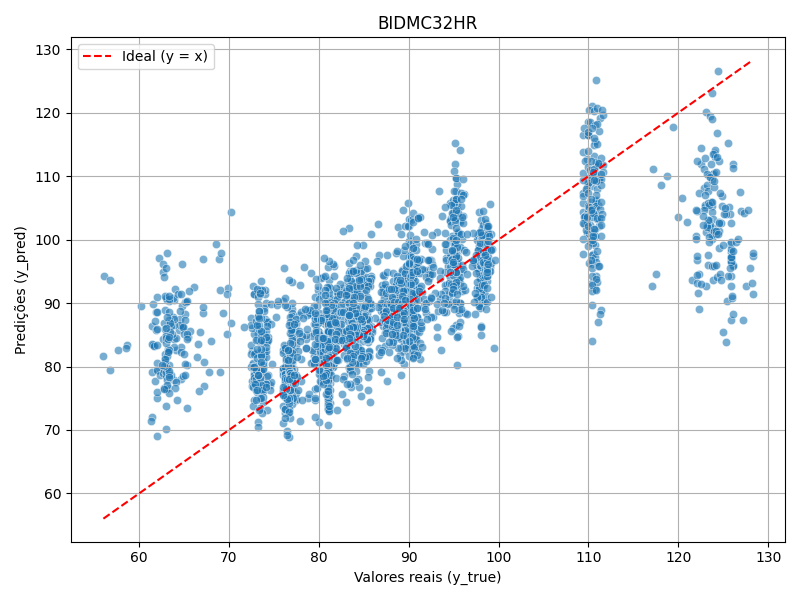 BIDMC32HR
Ideal (y = x)
130
120
110
100
90
80
70
60
Predições (y_pred)
60 70 80 90 100 110 120 130
Valores reais (y_true)